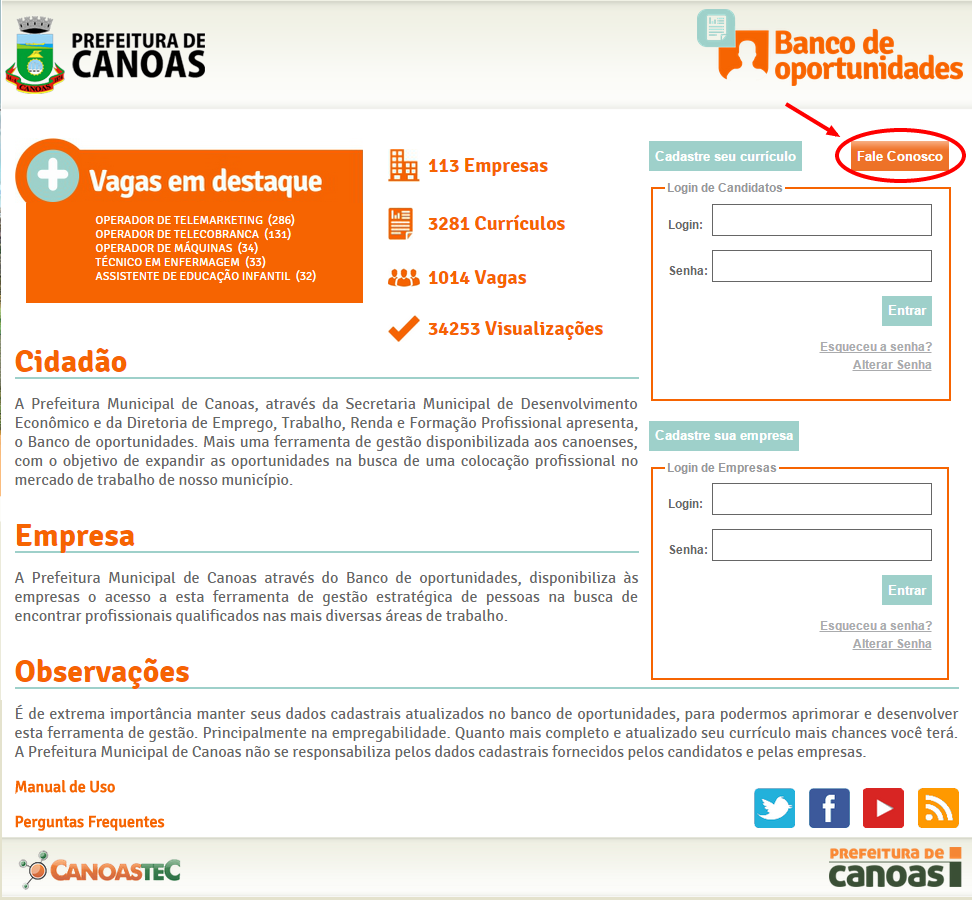 PREFEITURA DE
CANOAS
CANOAS
Banco de
oportunidades
Vagas em destaque
OPERADOR DE TELEMARKETING (286)
OPERADOR DE TELECOBRANCA (131)
OPERADOR DE MÁQUINAS (34)
TÉCNICO EM ENFERMAGEM (33)
ASSISTENTE DE EDUCAÇÃO INFANTIL (32)
113 Empresas
3281 Currículos
1014 Vagas
34253 Visualizações
Cadastre seu currículo
Fale Conosco
Login de Candidatos
Login:
Senha:
Entrar
Esqueceu a senha?
Alterar Senha
Cidadão
A Prefeitura Municipal de Canoas, através da Secretaria Municipal de Desenvolvimento
Econômico e da Diretoria de Emprego, Trabalho, Renda e Formação Profissional apresenta,
o Banco de oportunidades. Mais uma ferramenta de gestão disponibilizada aos canoenses,
com o objetivo de expandir as oportunidades na busca de uma colocação profissional no
mercado de trabalho de nosso município.
Cadastre sua empresa
Login de Empresas
Login:
Senha:
Entrar
Esqueceu a senha?
Alterar Senha
Empresa
A Prefeitura Municipal de Canoas através do Banco de oportunidades, disponibiliza às
empresas o acesso a esta ferramenta de gestão estratégica de pessoas na busca de
encontrar profissionais qualificados nas mais diversas áreas de trabalho.
Observações
É de extrema importância manter seus dados cadastrais atualizados no banco de oportunidades, para podermos aprimorar e desenvolver
esta ferramenta de gestão. Principalmente na empregabilidade. Quanto mais completo e atualizado seu currículo mais chances você terá.
A Prefeitura Municipal de Canoas não se responsabiliza pelos dados cadastrais fornecidos pelos candidatos e pelas empresas.
Manual de Uso
Perguntas Frequentes
CANOASTEC
PREFEITURA DE
canoas